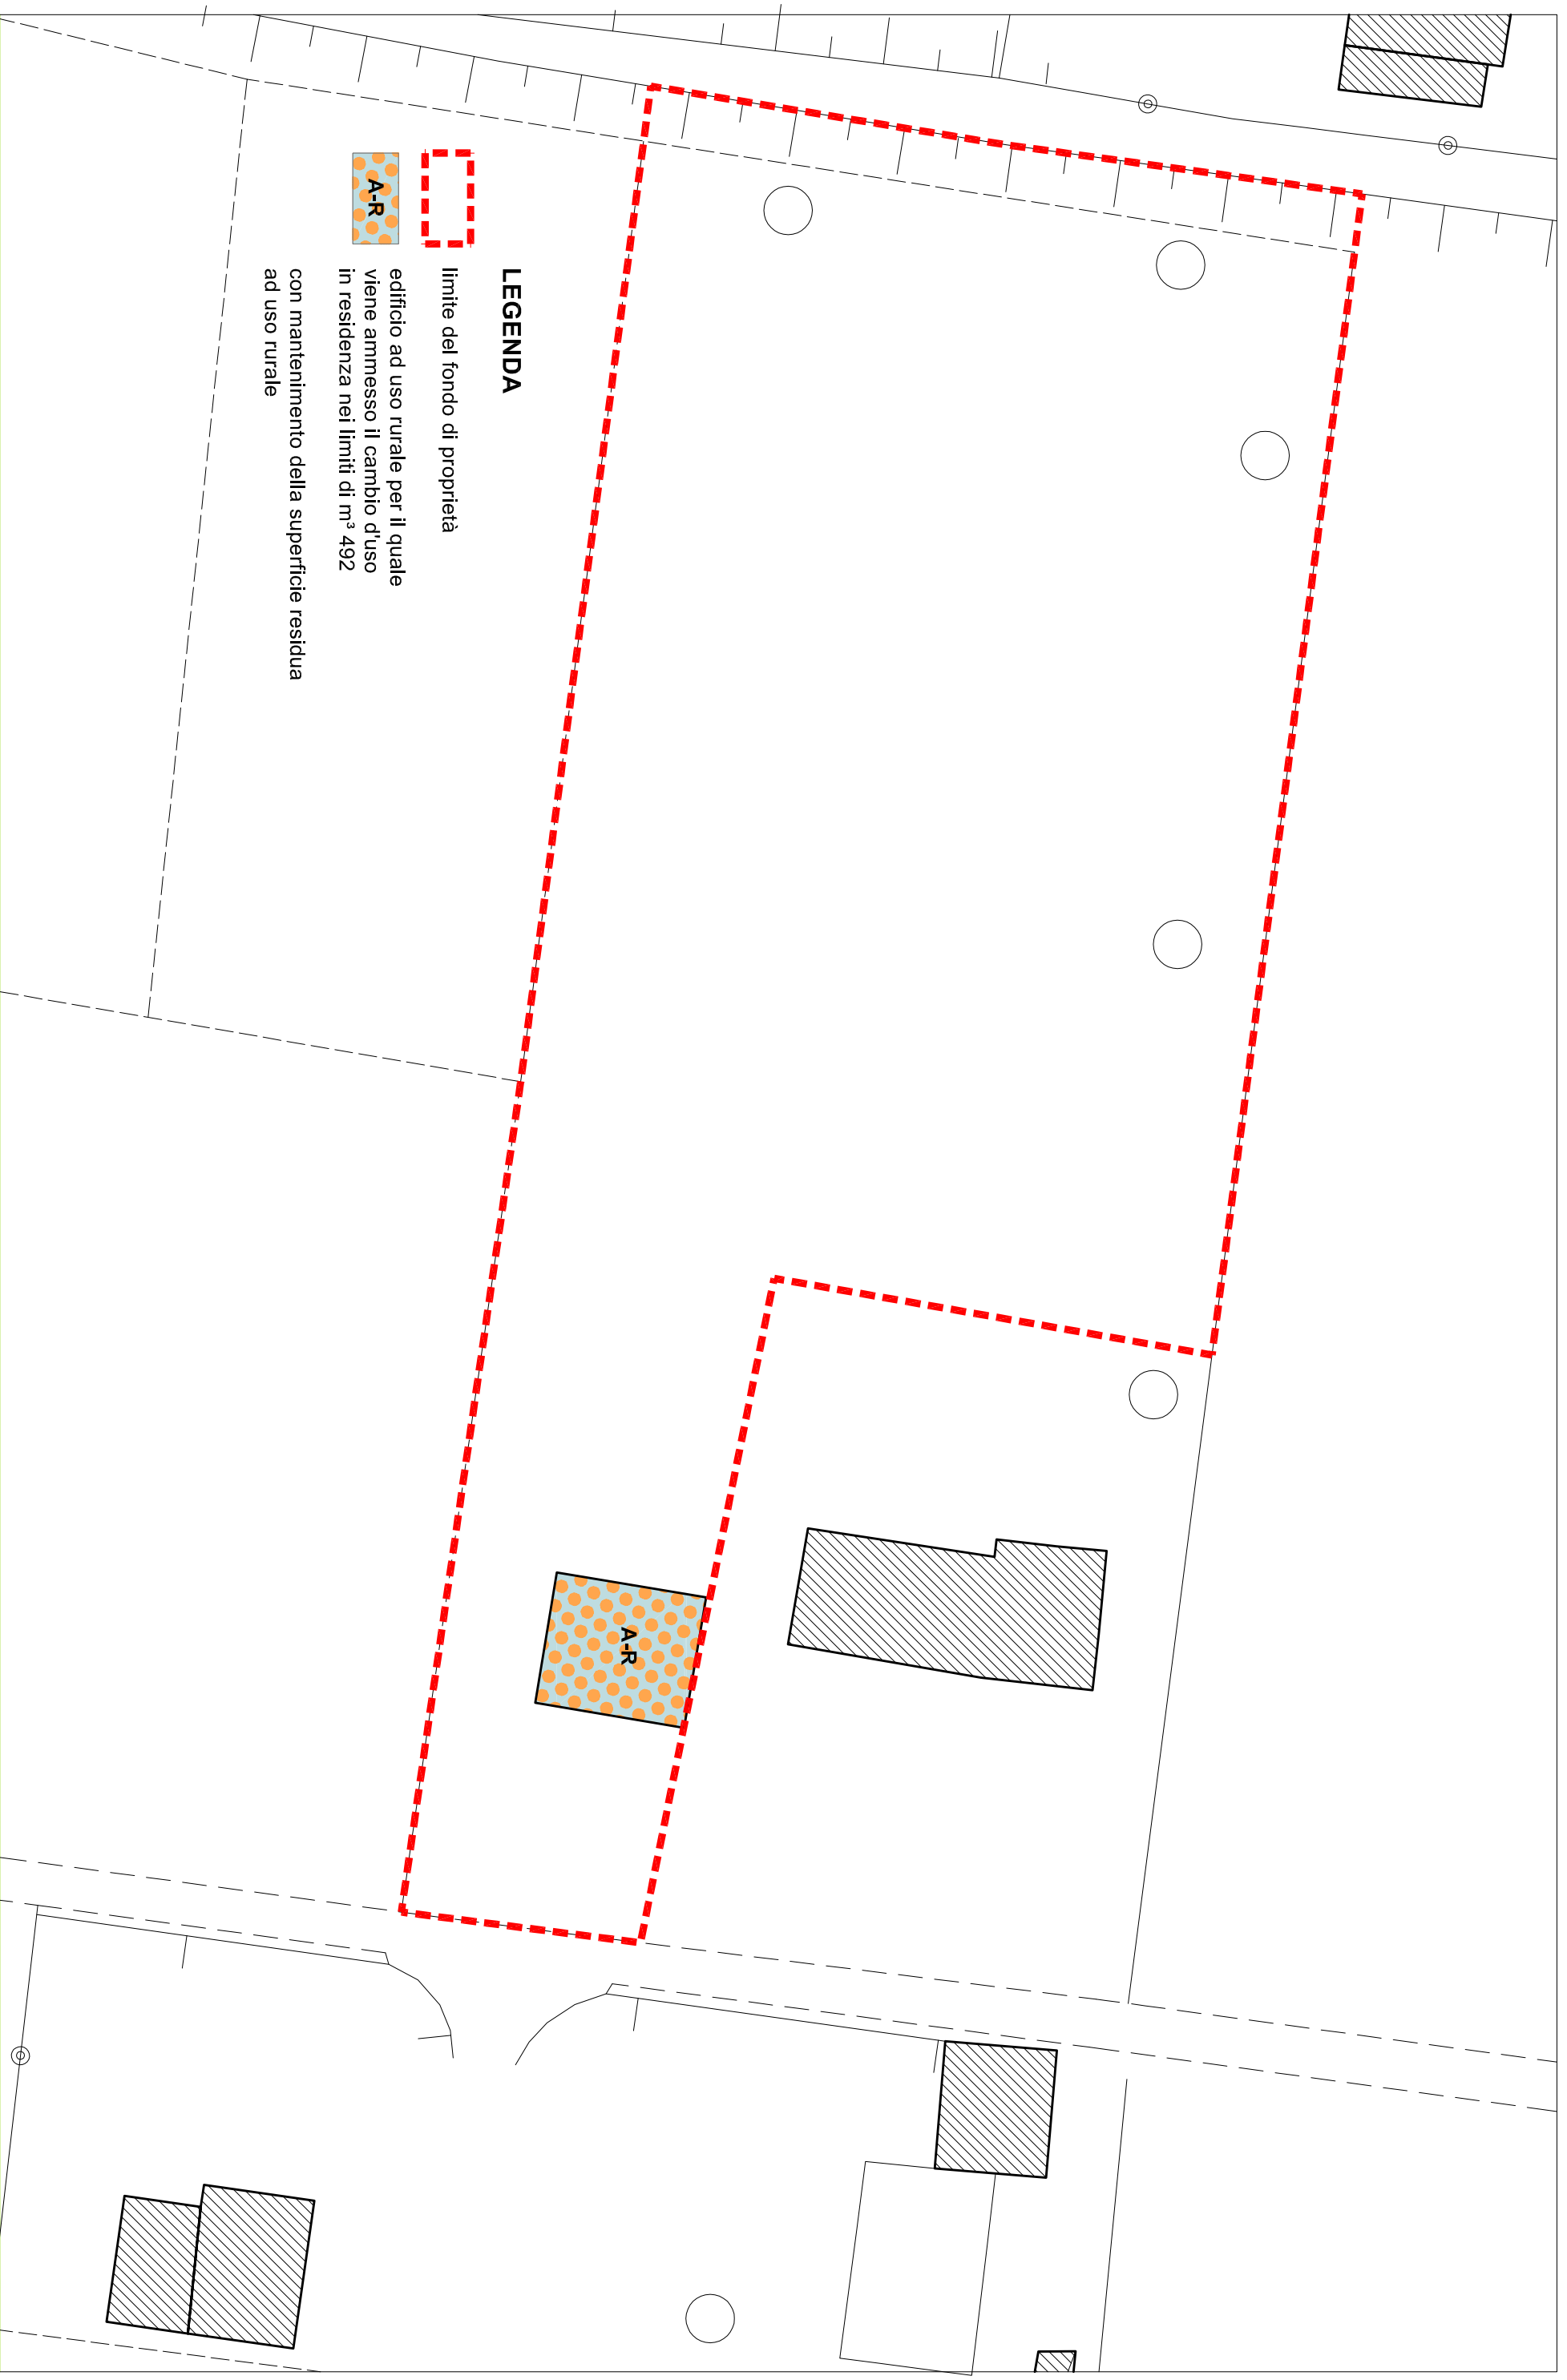 LEGENDA
limite del fondo di proprietà
A-R
edificio ad uso rurale per il quale
viene ammesso il cambio d'uso
in residenza nei limiti di m³ 492
con mantenimento della superficie residua
ad uso rurale
A-R